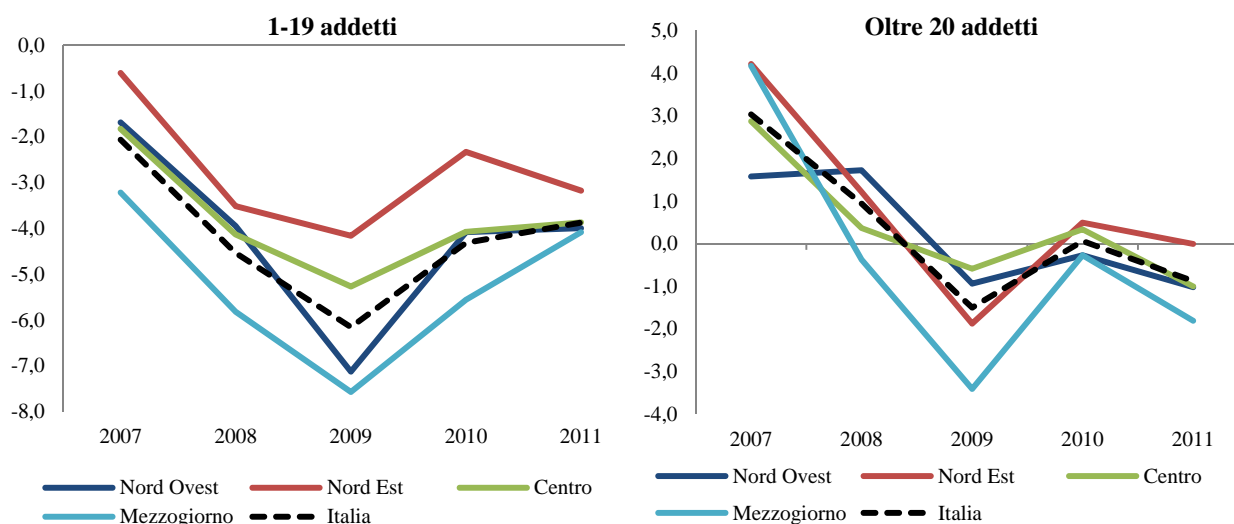 1-19 addetti
0,0
-1,0
-2,0
-3,0
-4,0
-5,0
-6,0
-7,0
-8,0
2007 2008 2009 2010 2011
Nord Ovest Nord Est Centro
Mezzogiorno Italia
Oltre 20 addetti
5,0
4,0
3,0
2,0
1,0
0,0
-1,0
-2,0
-3,0
-4,0
2007 2008 2009 2010 2011
Nord Ovest Nord Est Centro
Mezzogiorno Italia